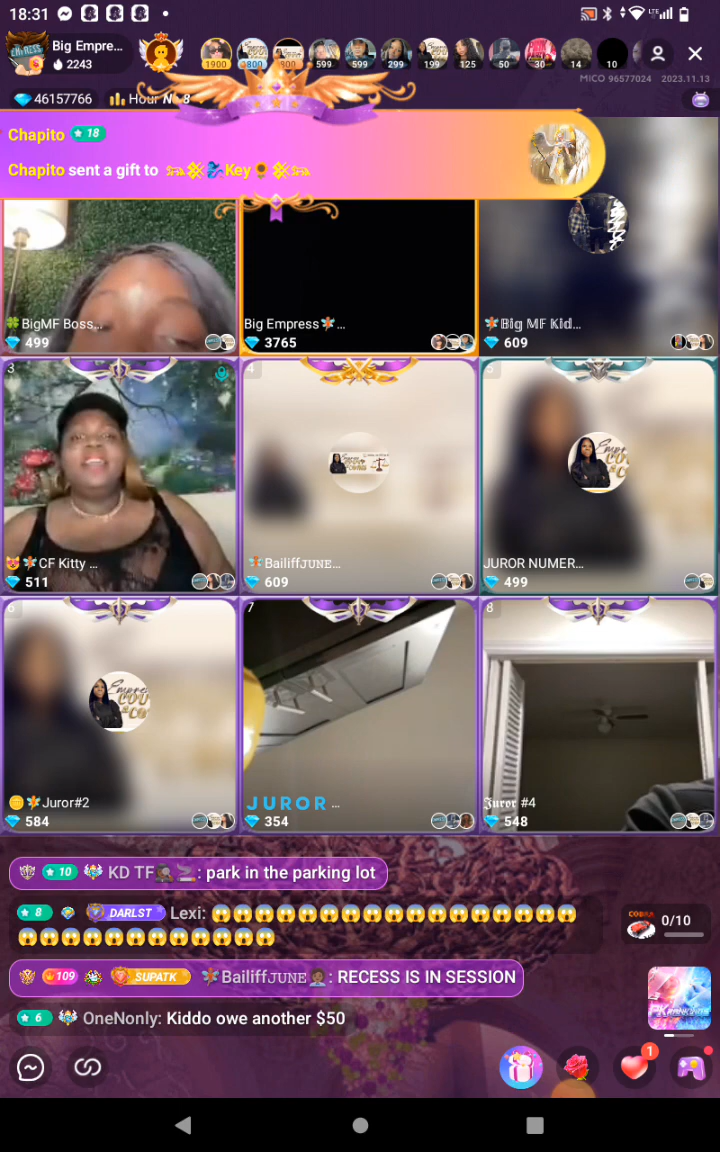 18:31
LTE
Big Empre...
2243
1900
800
800
599
599
299
199
125
50
30
14
10
MICO 96577024 2023.11.13
46157766
Hour No 8
Chapito 18
Chapito sent a gift to Key
BigMF Boss...
499
Big Empress...
3765
Big MF Kid...
609
3
CF Kitty ...
511
4
BailiffJUNE...
609
5
JUROR NUMER...
499
6
Juror#2
584
7
JUROR ...
354
8
Juror #4
548
10 KD TF: park in the parking lot
8 DARLST Lexi: 😱😱😱😱😱😱😱😱😱😱😱😱😱😱😱😱😱
😱😱😱😱😱😱😱😱😱😱😱😱
COBRA
0/10
109 SUPATK BailiffJUNE: RECESS IS IN SESSION
6 OneNonly: Kiddo owe another $50
1